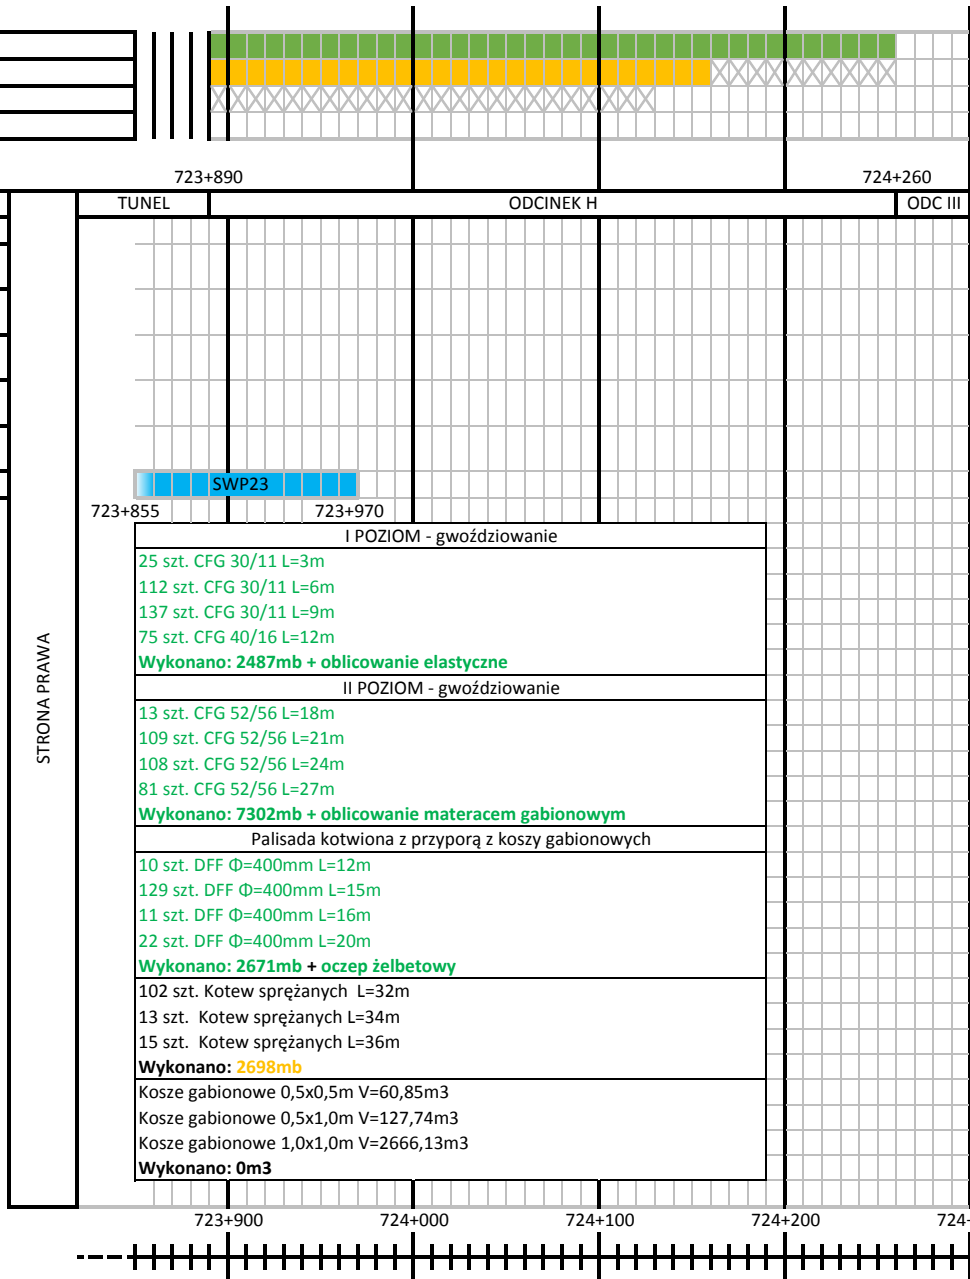 723+890
724+260
TUNEL
ODCINEK H
ODC III
SWP23
723+855
723+970
STRONA PRAWA
I POZIOM - gwoździowanie
25 szt. CFG 30/11 L=3m
112 szt. CFG 30/11 L=6m
137 szt. CFG 30/11 L=9m
75 szt. CFG 40/16 L=12m
Wykonano: 2487mb + oblicowanie elastyczne
II POZIOM - gwoździowanie
13 szt. CFG 52/56 L=18m
109 szt. CFG 52/56 L=21m
108 szt. CFG 52/56 L=24m
81 szt. CFG 52/56 L=27m
Wykonano: 7302mb + oblicowanie materacem gabionowym
Palisada kotwiona z przyporą z koszy gabionowych
10 szt. DFF Φ=400mm L=12m
129 szt. DFF Φ=400mm L=15m
11 szt. DFF Φ=400mm L=16m
22 szt. DFF Φ=400mm L=20m
Wykonano: 2671mb + oczep żelbetowy
102 szt. Kotew sprężanych L=32m
13 szt. Kotew sprężanych L=34m
15 szt. Kotew sprężanych L=36m
Wykonano: 2698mb
Kosze gabionowe 0,5x0,5m V=60,85m3
Kosze gabionowe 0,5x1,0m V=127,74m3
Kosze gabionowe 1,0x1,0m V=2666,13m3
Wykonano: 0m3
723+900
724+000
724+100
724+200
724-